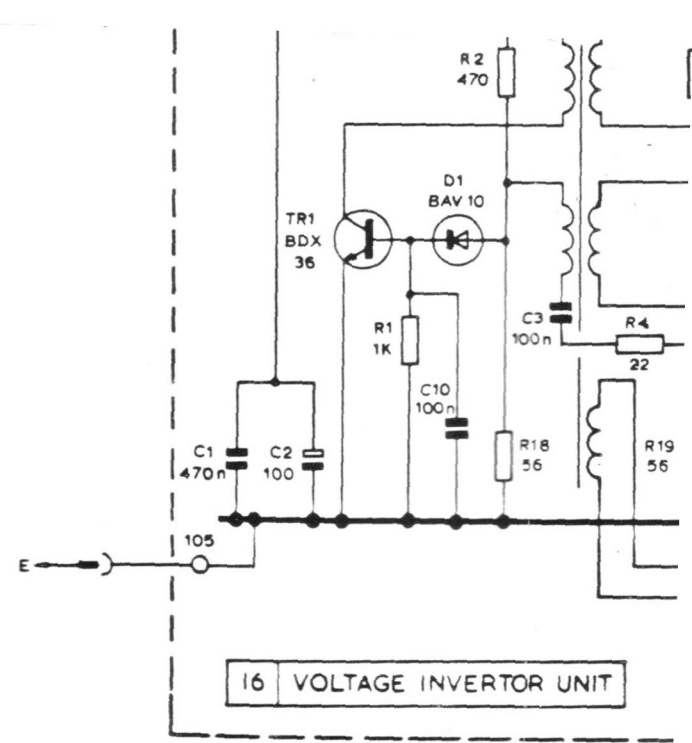 R2
470
D1
BAV 10
TR1
BDX
36
R1
1K
C3
100n
R4
22
C10
100n
C1
470n
C2
100
R18
56
R19
56
105
E
16 VOLTAGE INVERTOR UNIT